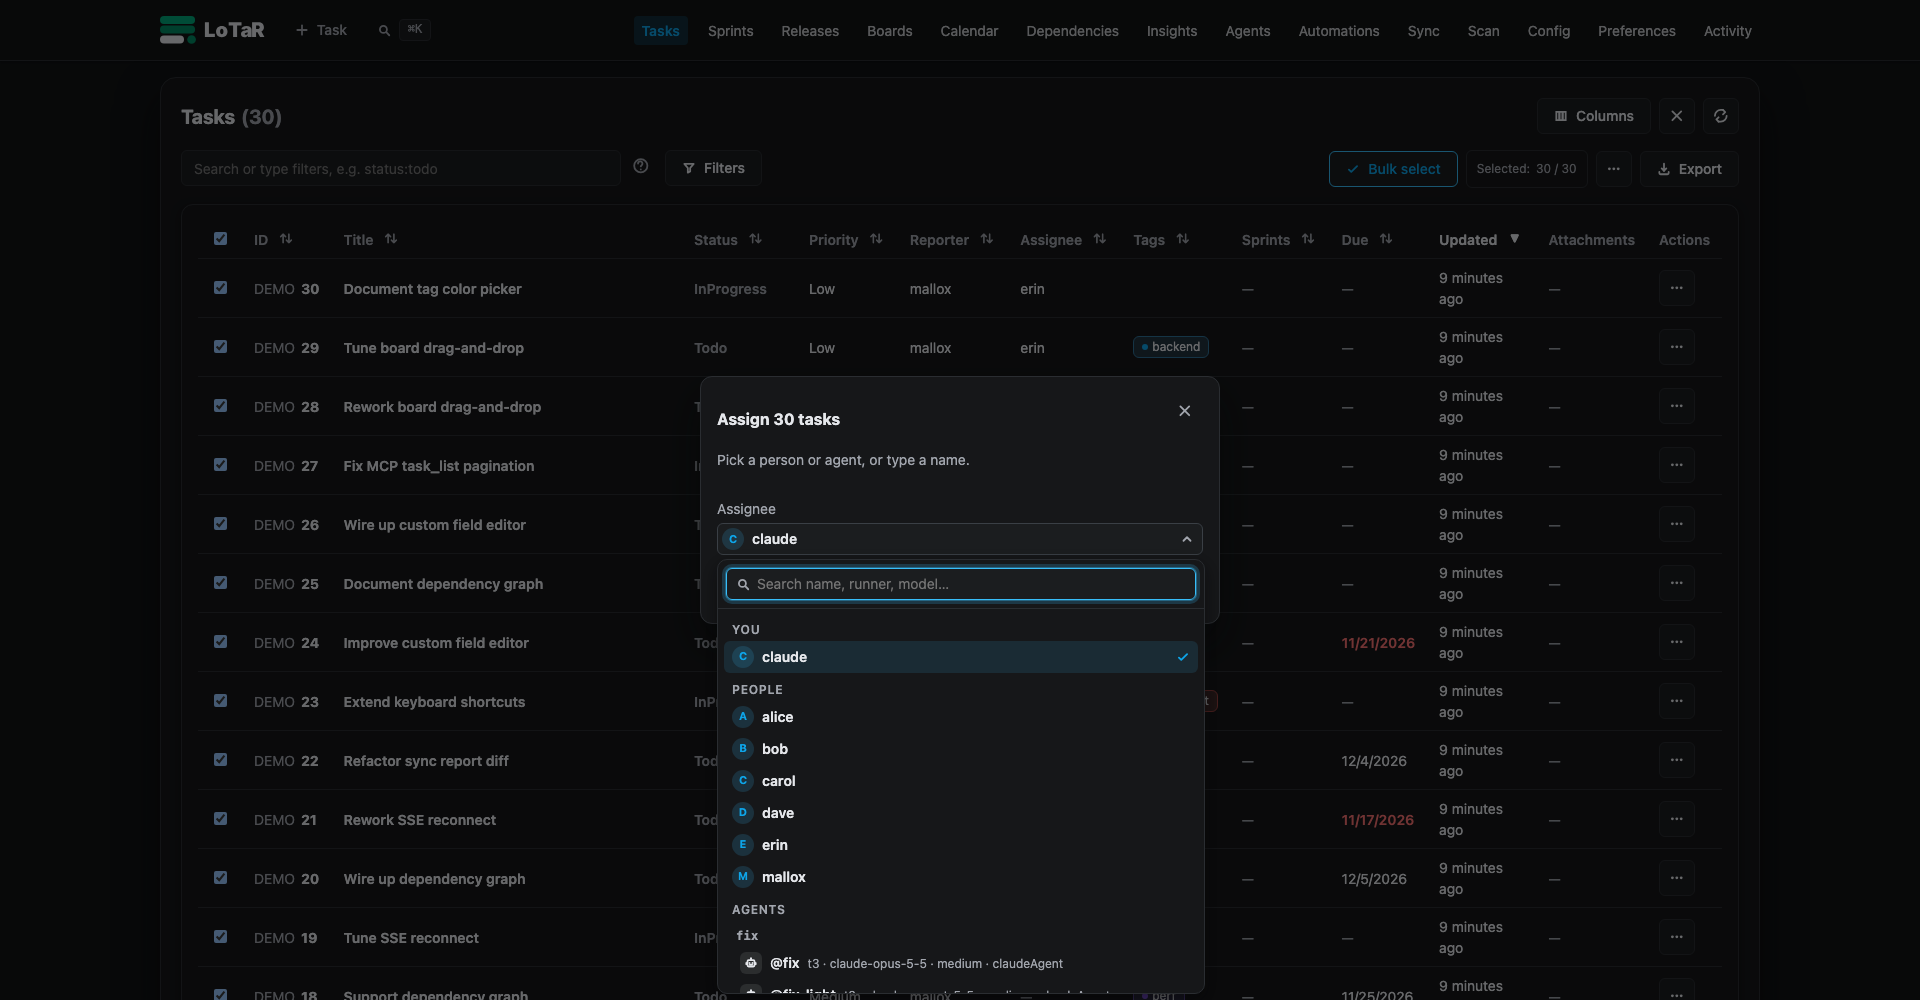 LoTaR
+ Task
⌘K
Tasks
Sprints
Releases
Boards
Calendar
Dependencies
Insights
Agents
Automations
Sync
Scan
Config
Preferences
Activity
Tasks (30)
Columns
Search or type filters, e.g. status:todo
Filters
Bulk select
Selected: 30 / 30
Export
ID Title Status Priority Reporter Assignee Tags Sprints Due Updated Attachments Actions
DEMO 30 Document tag color picker InProgress Low mallox erin — — 9 minutes ago —
DEMO 29 Tune board drag-and-drop Todo Low mallox erin backend — — 9 minutes ago —
DEMO 28 Rework board drag-and-drop — — 9 minutes ago —
DEMO 27 Fix MCP task_list pagination — — 9 minutes ago —
DEMO 26 Wire up custom field editor — — 9 minutes ago —
DEMO 25 Document dependency graph — — 9 minutes ago —
DEMO 24 Improve custom field editor — 11/21/2026 9 minutes ago —
DEMO 23 Extend keyboard shortcuts — — 9 minutes ago —
DEMO 22 Refactor sync report diff — 12/4/2026 9 minutes ago —
DEMO 21 Rework SSE reconnect — 11/17/2026 9 minutes ago —
DEMO 20 Wire up dependency graph — 12/5/2026 9 minutes ago —
DEMO 19 Tune SSE reconnect — — 9 minutes ago —
DEMO 18 Support dependency graph Todo Medium mallox — 11/25/2026 9 minutes
Assign 30 tasks
Pick a person or agent, or type a name.
Assignee
C claude
Search name, runner, model...
YOU
C claude
PEOPLE
A alice
B bob
C carol
D dave
E erin
M mallox
AGENTS
fix
@fix t3 · claude-opus-5-5 · medium · claudeAgent